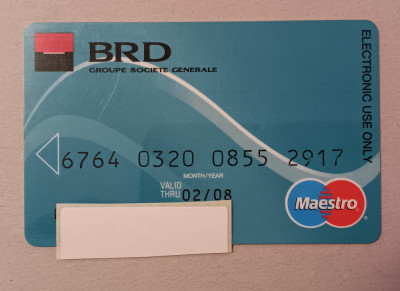 BRD
GROUPE SOCIETE GENERALE
ELECTRONIC USE ONLY
6764 0320 0855 2917
MONTH/YEAR
VALID
THRU 02/08
Maestro